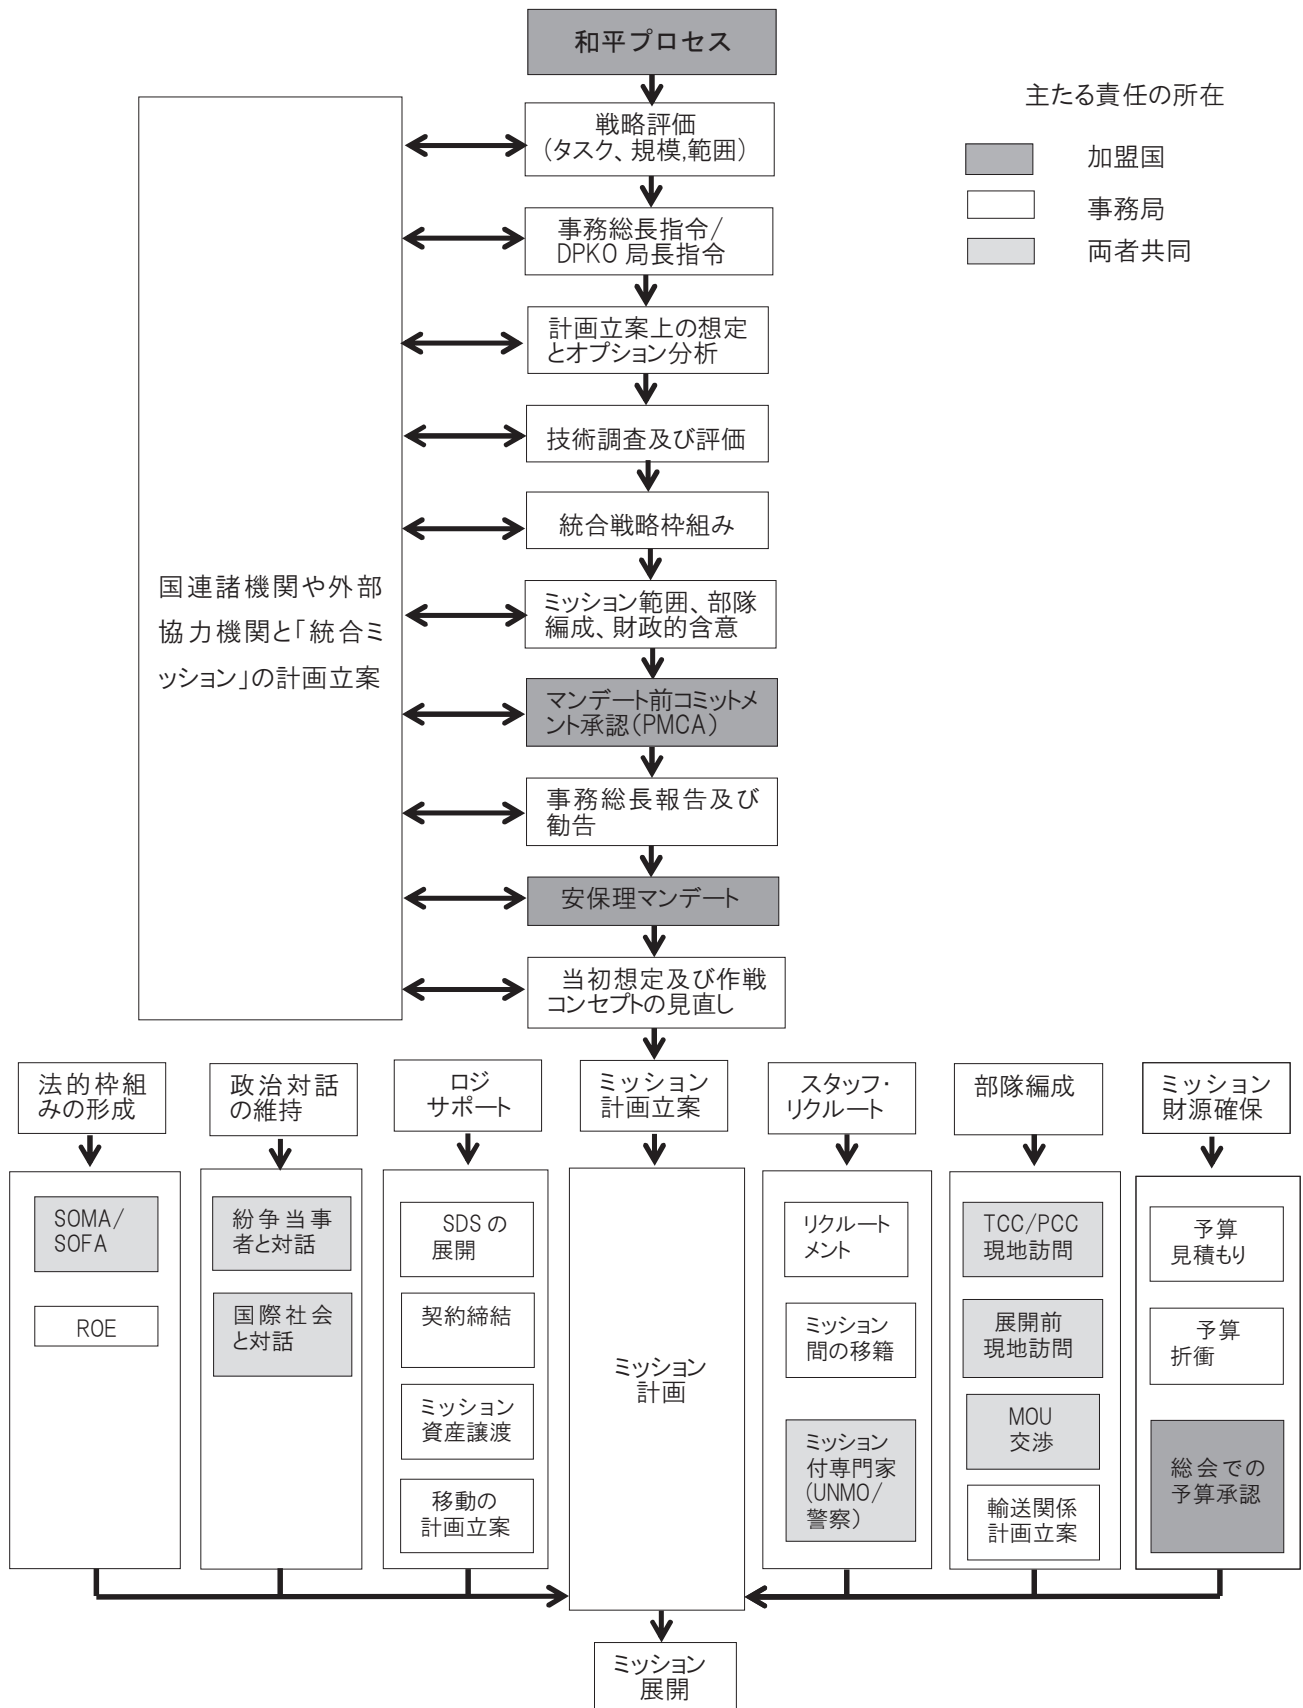 和平プロセス
主たる責任の所在
加盟国
事務局
両者共同
戦略評価
(タスク、規模,範囲)
事務総長指令/
DPKO 局長指令
計画立案上の想定
とオプション分析
技術調査及び評価
統合戦略枠組み
ミッション範囲、部隊
編成、財政的含意
マンデート前コミットメ
ント承認(PMCA)
事務総長報告及び
勧告
安保理マンデート
当初想定及び作戦
コンセプトの見直し
国連諸機関や外部
協力機関と「統合ミ
ッション」の計画立案
法的枠組
みの形成
政治対話
の維持
ロジ
サポート
ミッション
計画立案
スタッフ・
リクルート
部隊編成
ミッション
財源確保
SOMA/
SOFA
ROE
紛争当事
者と対話
国際社会
と対話
SDS の
展開
契約締結
ミッション
資産譲渡
移動の
計画立案
ミッション
計画
リクルート
メント
ミッション
間の移籍
ミッション
付専門家
(UNMO/
警察)
TCC/PCC
現地訪問
展開前
現地訪問
MOU
交渉
輸送関係
計画立案
予算
見積もり
予算
折衝
総会での
予算承認
ミッション
展開